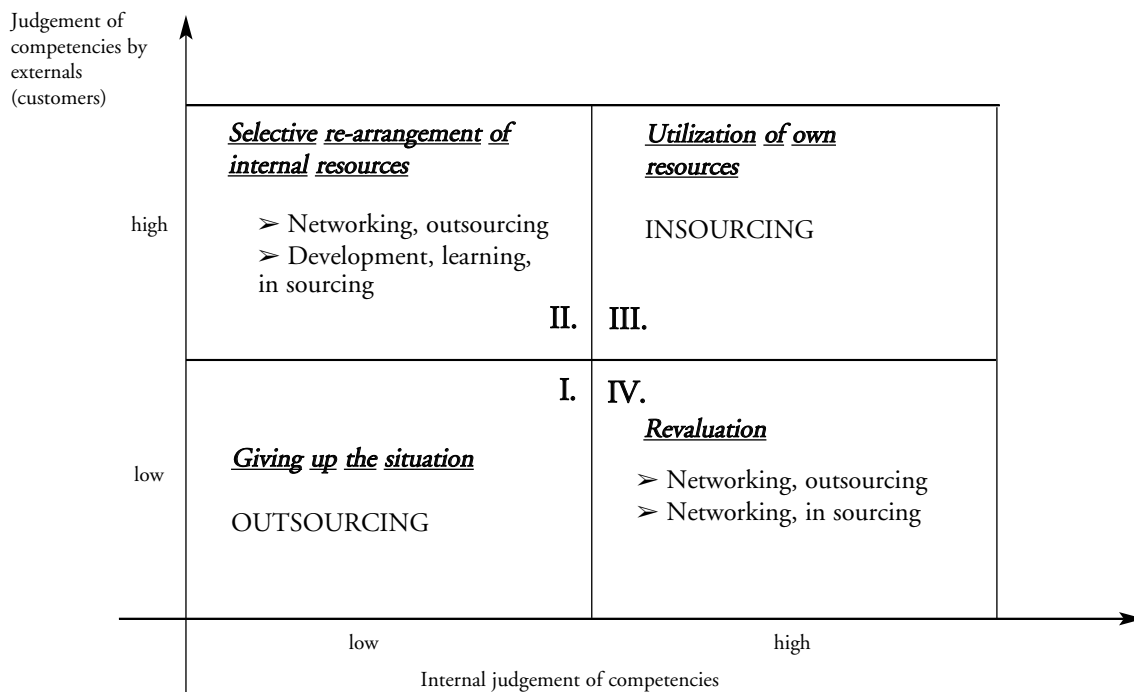 Judgement of
competencies by
externals
(customers)
Selective re-arrangement of
internal resources
➢ Networking, outsourcing
➢ Development, learning,
in sourcing
II.
Utilization of own
resources
INSOURCING
III.
high
I.
Giving up the situation
OUTSOURCING
IV.
Revaluation
➢ Networking, outsourcing
➢ Networking, in sourcing
low
low
high
Internal judgement of competencies